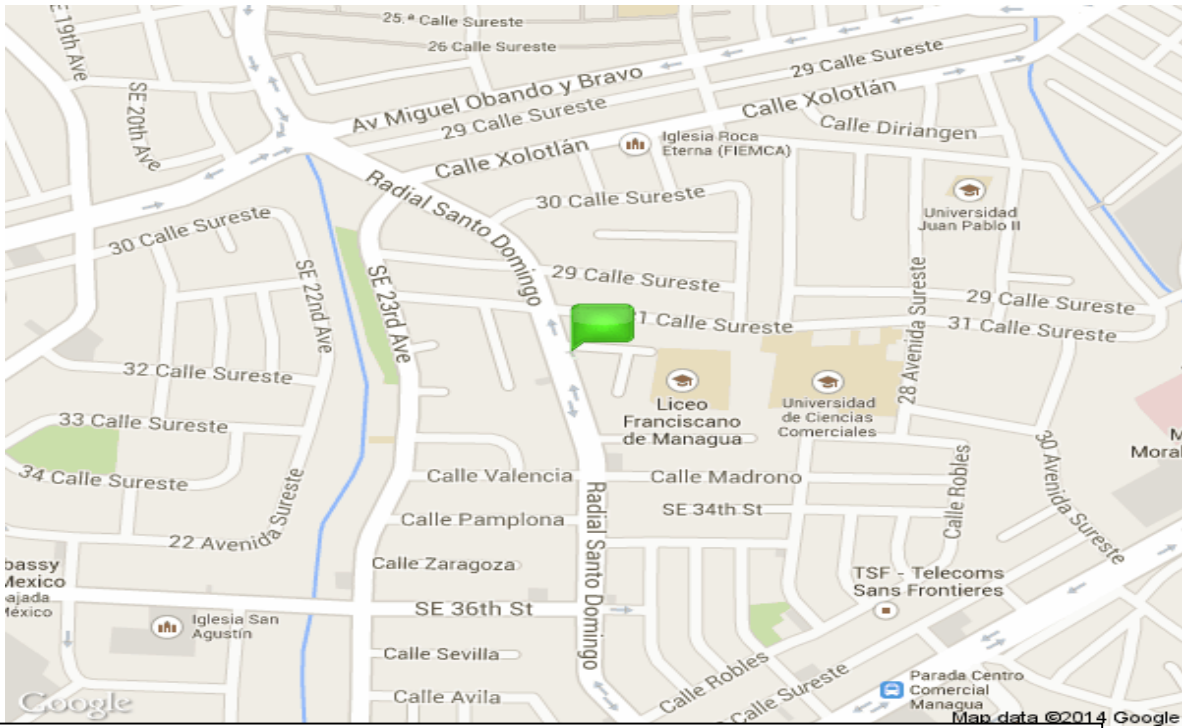 25.ª Calle Sureste
26 Calle Sureste
SE 19th Ave
SE 20th Ave
Av Miguel Obando y Bravo
29 Calle Sureste
29 Calle Sureste
Calle Xolotlán
Calle Xolotlán
Calle Diriangen
Iglesia Roca
Eterna (FIEMCA)
Radial Santo Domingo
30 Calle Sureste
30 Calle Sureste
Universidad
Juan Pablo II
SE 22nd Ave
SE 23rd Ave
29 Calle Sureste
28 Avenida Sureste
29 Calle Sureste
1 Calle Sureste
31 Calle Sureste
32 Calle Sureste
Liceo
Franciscano
de Managua
Universidad
de Ciencias
Comerciales
33 Calle Sureste
34 Calle Sureste
22 Avenida Sureste
Calle Valencia
Calle Madrono
Calle Robles
30 Avenida Sureste
M
Moral
Radial Santo Domingo
SE 34th St
Calle Pamplona
Calle Zaragoza
bassy
Mexico
ajada
México
TSF - Telecoms
Sans Frontieres
SE 36th St
Iglesia San
Agustín
Calle Sevilla
Calle Robles
Calle Sureste
Calle Avila
Parada Centro
Comercial
Managua
Google
Map data ©2014 Google